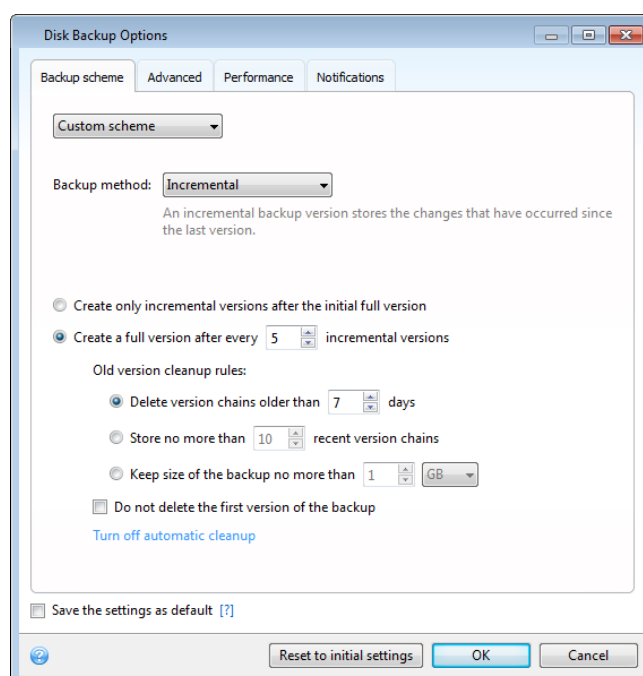 Disk Backup Options
Backup scheme Advanced Performance Notifications
Custom scheme
Backup method: Incremental
An incremental backup version stores the changes that have occurred since
the last version.
Create only incremental versions after the initial full version
Create a full version after every 5 incremental versions
Old version cleanup rules:
Delete version chains older than 7 days
Store no more than 10 recent version chains
Keep size of the backup no more than 1 GB
Do not delete the first version of the backup
Turn off automatic cleanup
Save the settings as default [?]
? Reset to initial settings OK Cancel